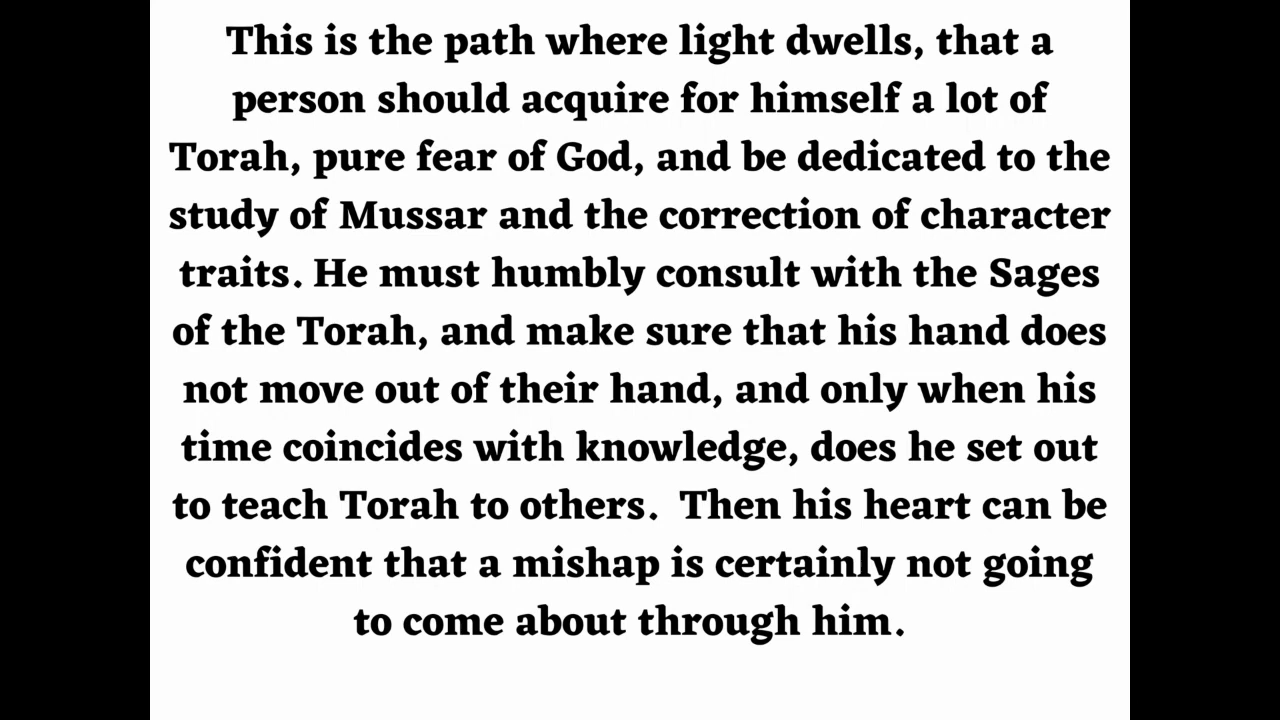 This is the path where light dwells, that a
person should acquire for himself a lot of
Torah, pure fear of God, and be dedicated to the
study of Mussar and the correction of character
traits. He must humbly consult with the Sages
of the Torah, and make sure that his hand does
not move out of their hand, and only when his
time coincides with knowledge, does he set out
to teach Torah to others.  Then his heart can be
confident that a mishap is certainly not going
to come about through him.